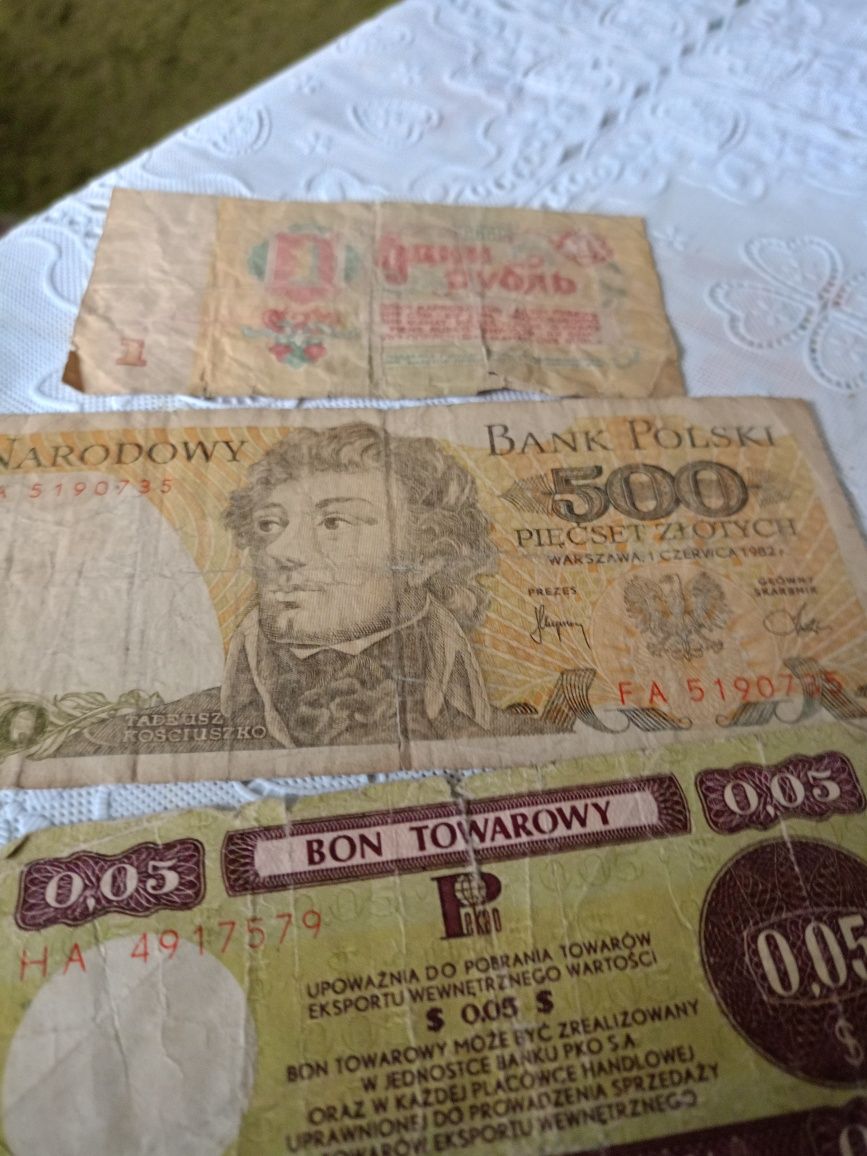 1
1
Один
рубль
NARODOWY
BANK POLSKI
A 5190735
500
PIĘĆSET ZŁOTYCH
WARSZAWA, 1 CZERWCA 1982 r.
PREZES
GŁÓWNY
SKARBNIK
FA 5190735
TADEUSZ
KOŚCIUSZKO
0,05
BON TOWAROWY
0,05
Pekao
HA 4917579
0,05
$
UPOWAŻNIA DO POBRANIA TOWARÓW
EKSPORTU WEWNĘTRZNEGO WARTOŚCI
$ 0.05 $
BON TOWAROWY MOŻE BYĆ ZREALIZOWANY
W JEDNOSTCE BANKU PKO S.A.
ORAZ W KAŻDEJ PLACÓWCE HANDLOWEJ
UPRAWNIONEJ DO PROWADZENIA SPRZEDAŻY
TOWARÓW EKSPORTU WEWNĘTRZNEGO